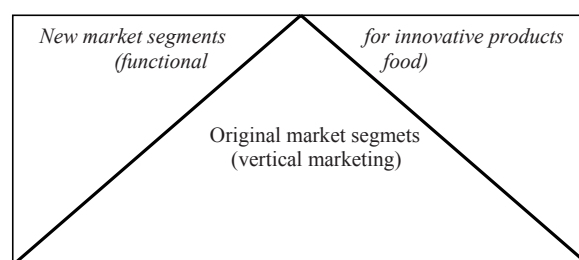 New market segments for innovative products
(functional food)
Original market segmets
(vertical marketing)